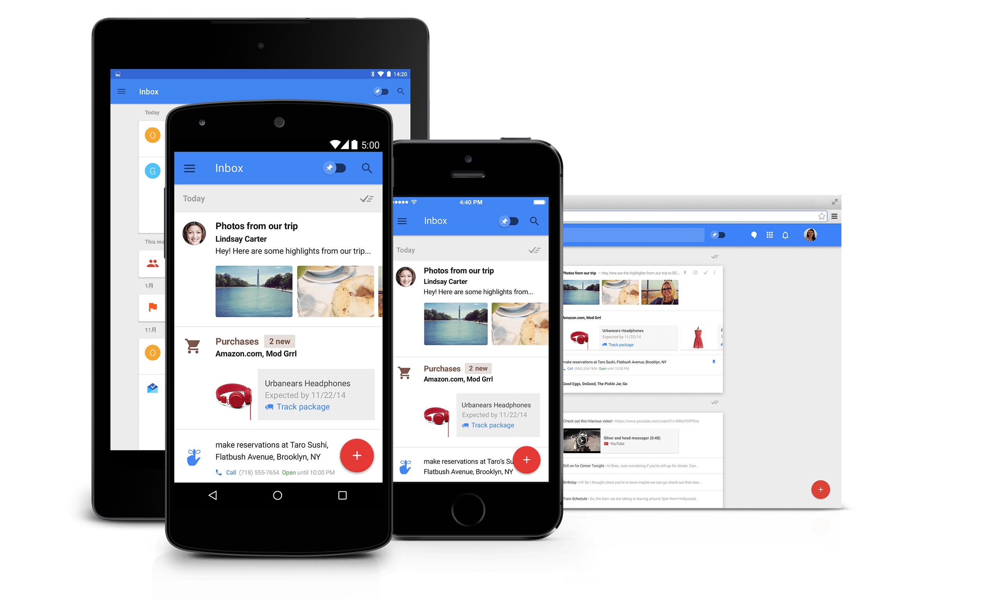 14:20
Inbox
Today
O
G
This mo
1月
11月
O
5:00
Inbox
Today
Photos from our trip
Lindsay Carter
Hey! Here are some highlights from our trip...
Purchases 2 new
Amazon.com, Mod Grrl
Urbanears Headphones
Expected by 11/22/14
Track package
make reservations at Taro Sushi,
Flatbush Avenue, Brooklyn, NY
Call (718) 555-7654 Open until 10:00 PM
4:40 PM
Inbox
Today
Photos from our trip
Lindsay Carter
Hey! Here are some highlights from...
Purchases 2 new
Amazon.com, Mod Grrl
Urbanears Headphones
Expected by 11/22/14
Track package
make reservations at Taro's Su
Flatbush Avenue, Brooklyn, NY
Photos from our trip – Hey, here are the highlights from our trip to DC...
Amazon.com, Mod Grrl
Urbanears Headphones
Expected by 11/22/14
Track package
make reservations at Taro Sushi, Flatbush Avenue, Brooklyn, NY
Call (555) 234-7654 Open until 10:00 PM
Good Eggs, DoGood, The Pickle Jar, Go
Check out this hilarious video! - https://www.youtube.com/watch?v=89bcFDIP5rw
Silver and head massager (0:48)
YouTube
Still on for Dinner Tonight - Hi Bree, Just wondering if you're still up for dinner. Can...
Birthday - Hi! So I thought since you're in town maybe we can go check out that new...
Train Schedule - So, the train we are taking is leaving around 5pm from Hollywood...